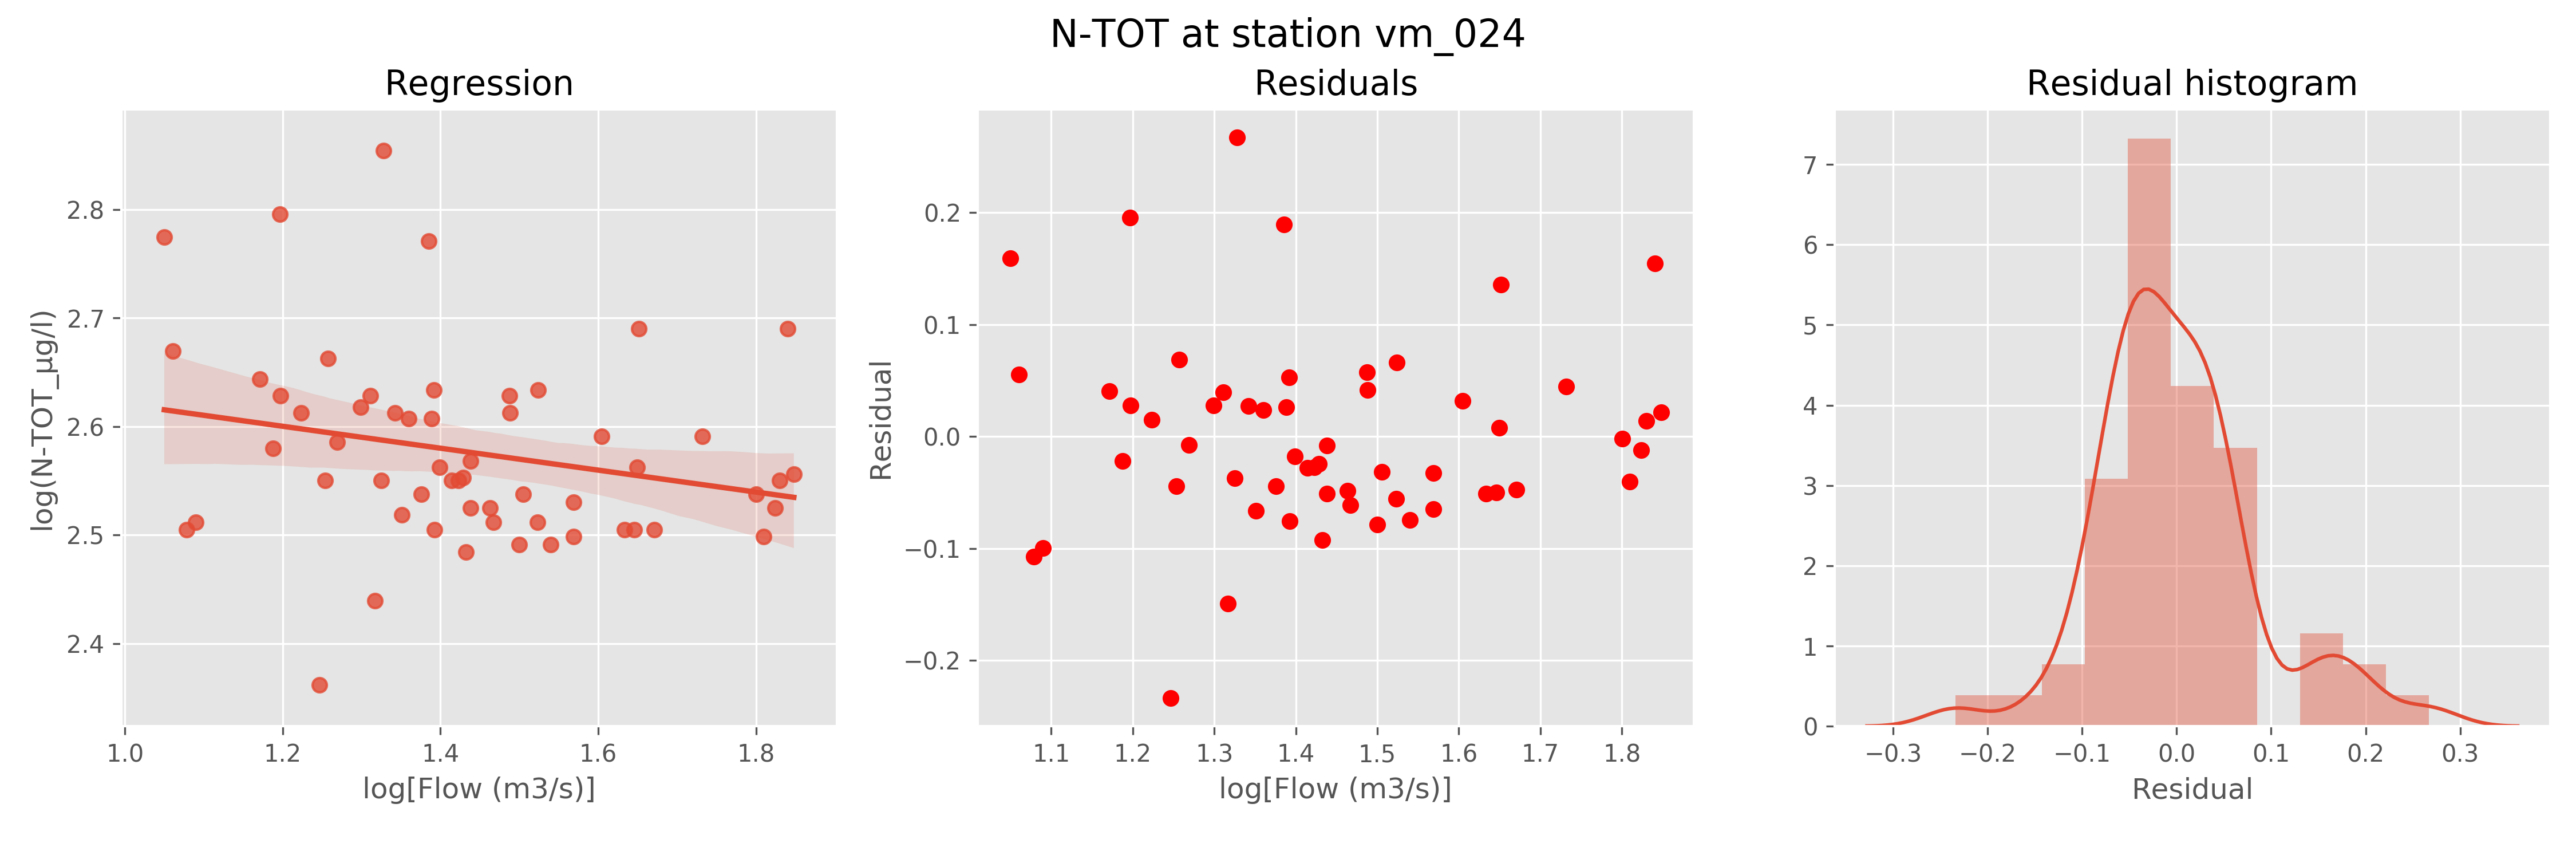 N-TOT at station vm_024
Regression
2.8
2.7
2.6
2.5
2.4
log(N-TOT_µg/l)
1.0 1.2 1.4 1.6 1.8
log[Flow (m3/s)]
Residuals
0.2
0.1
0.0
−0.1
−0.2
Residual
1.1 1.2 1.3 1.4 1.5 1.6 1.7 1.8
log[Flow (m3/s)]
Residual histogram
7
6
5
4
3
2
1
0
−0.3 −0.2 −0.1 0.0 0.1 0.2 0.3
Residual